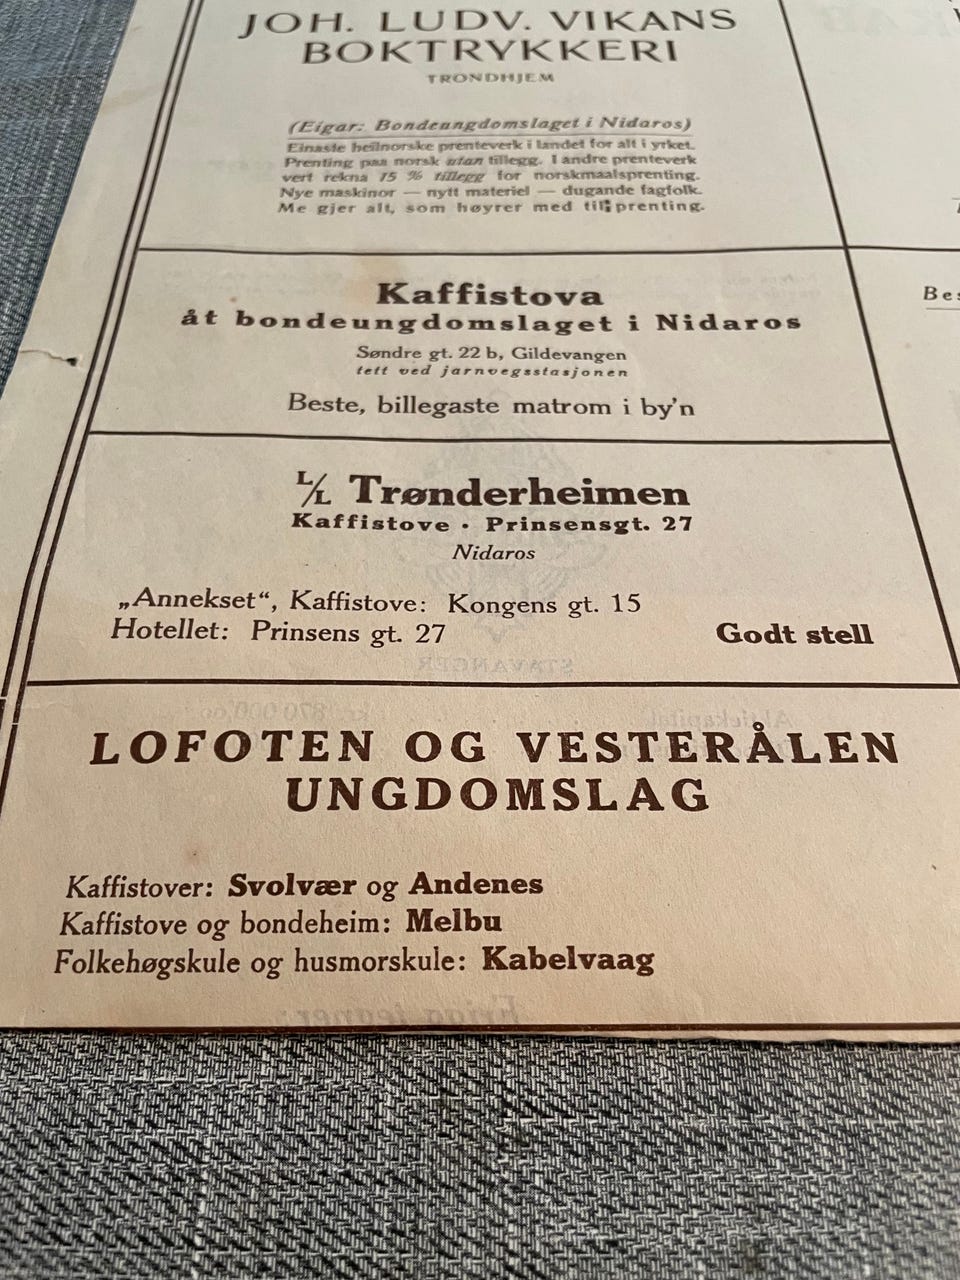 JOH. LUDV. VIKANS
BOKTRYKKERI
TRONDHJEM
(Eigar: Bondeungdomslaget i Nidaros)
Einaste heilnorske prenteverk i landet for alt i yrket.
Prenting paa norsk utan tillegg. I andre prenteverk
vert rekna 15 % tillegg for norskmaalsprenting.
Nye maskinor — nytt materiel — dugande fagfolk.
Me gjer alt, som høyrer med til prenting.
Kaffistova
åt bondeungdomslaget i Nidaros
Søndre gt. 22 b, Gildevangen
tett ved jarnvegsstasjonen
Beste, billegaste matrom i by'n
L/L Trønderheimen
Kaffistove · Prinsensgt. 27
Nidaros
„Annekset“, Kaffistove: Kongens gt. 15
Hotellet: Prinsens gt. 27
Godt stell
LOFOTEN OG VESTERÅLEN
UNGDOMSLAG
Kaffistover: Svolvær og Andenes
Kaffistove og bondeheim: Melbu
Folkehøgskule og husmorskule: Kabelvaag